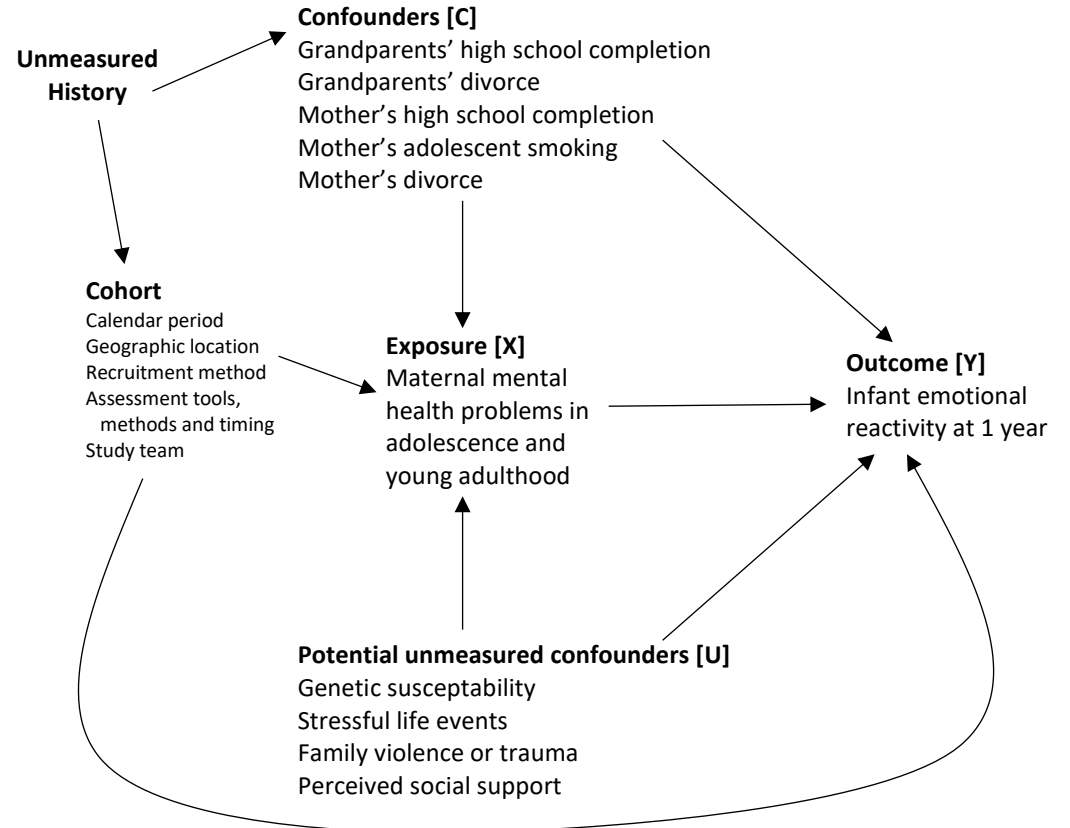 Confounders [C]
Grandparents’ high school completion
Grandparents’ divorce
Mother’s high school completion
Mother’s adolescent smoking
Mother’s divorce
Unmeasured
History
Cohort
Calendar period
Geographic location
Recruitment method
Assessment tools,
methods and timing
Study team
Exposure [X]
Maternal mental
health problems in
adolescence and
young adulthood
Outcome [Y]
Infant emotional
reactivity at 1 year
Potential unmeasured confounders [U]
Genetic susceptability
Stressful life events
Family violence or trauma
Perceived social support